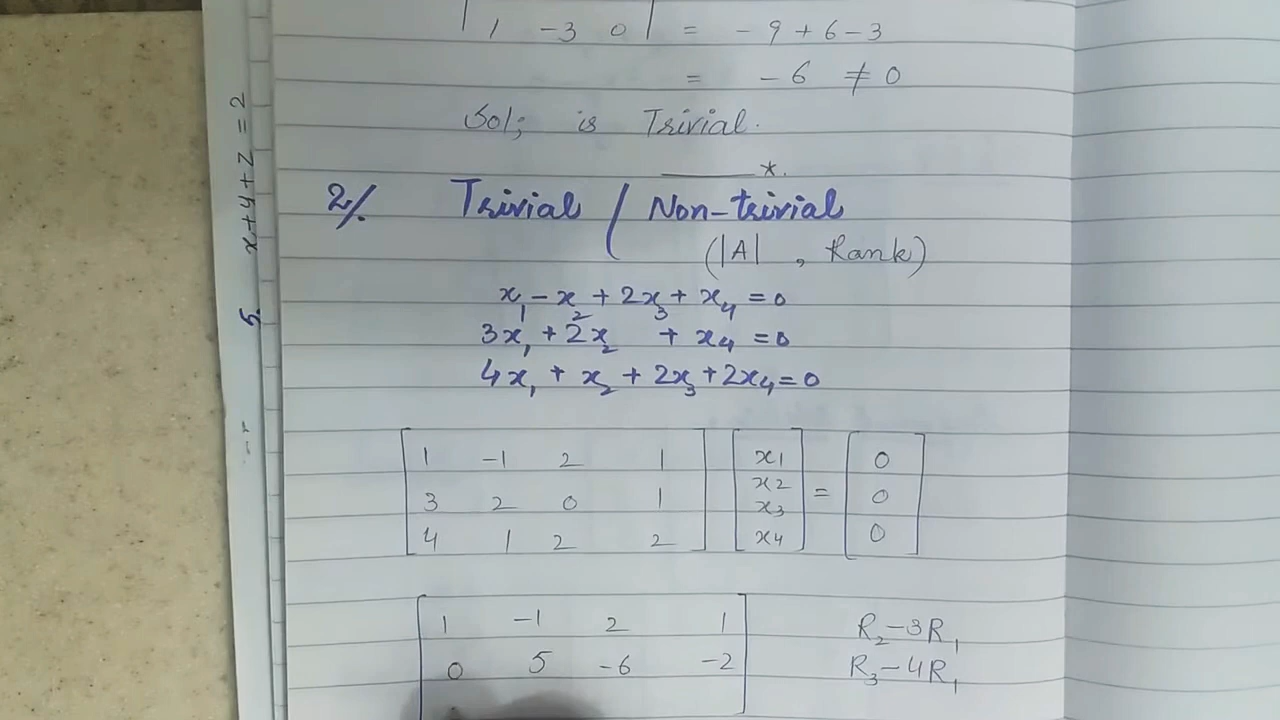 | 1 -3 0 | = - 9 + 6 - 3
= - 6 ≠ 0
Sol; is Trivial.
*.
2/. Trivial / Non-trivial
(|A| , Rank)
x₁ - x₂ + 2x₃ + x₄ = 0
3x₁ + 2x₂ + x₄ = 0
4x₁ + x₂ + 2x₃ + 2x₄ = 0
1 -1 2 1 x1 0
x2
3 2 0 1 = 0
x3
4 1 2 2 x4 0
1 -1 2 1 R₂-3R₁
0 5 -6 -2 R₃-4R₁
x+y+z=2
5